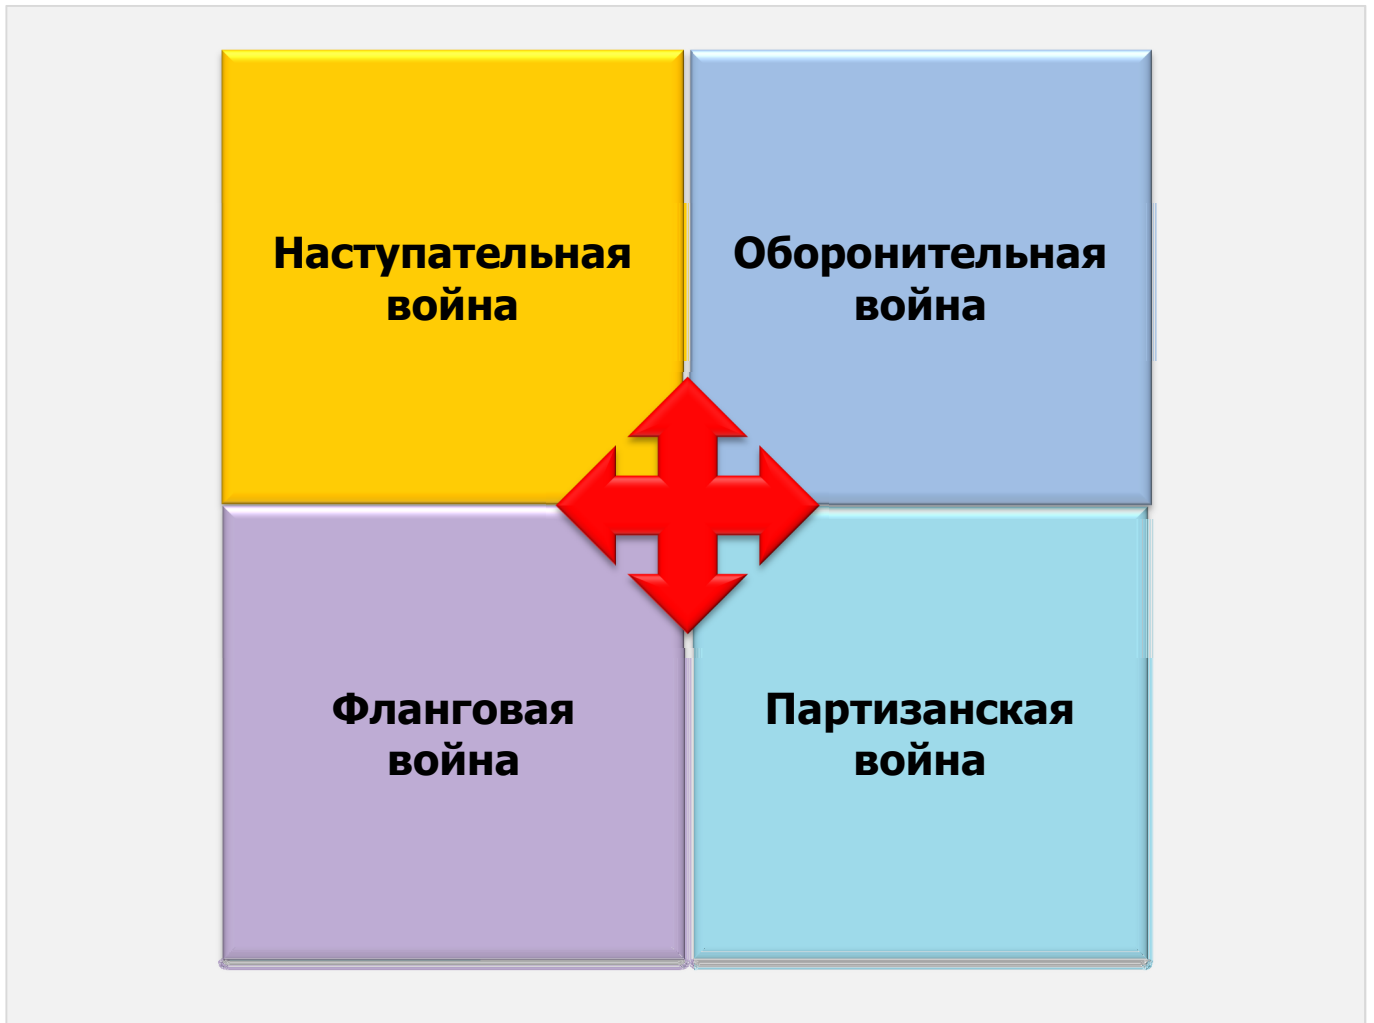 Наступательная
война
Оборонительная
война
Фланговая
война
Партизанская
война